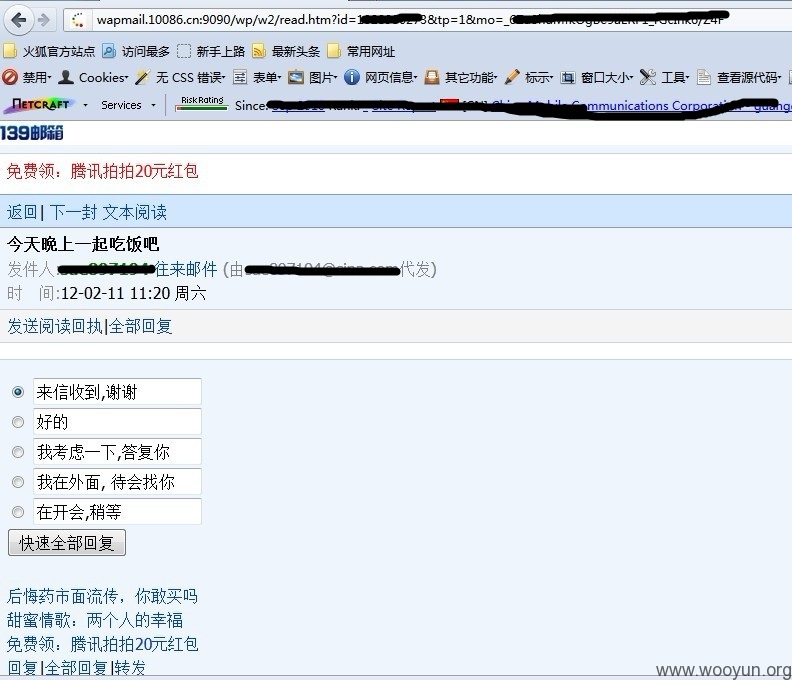 wapmail.10086.cn:9090/wp/w2/read.htm?id=1 3&tp=1&mo=_
火狐官方站点 访问最多 新手上路 最新头条 常用网址
禁用· Cookies· 无 CSS 错误· 表单· 图片· 网页信息· 其它功能· 标示· 窗口大小· 工具· 查看源代码·
NETCRAFT Services Risk Rating Since:
139邮箱
免费领：腾讯拍拍20元红包
返回| 下一封 文本阅读
今天晚上一起吃饭吧
发件人: 往来邮件 (由 代发)
时 间:12-02-11 11:20 周六
发送阅读回执|全部回复
来信收到,谢谢
好的
我考虑一下,答复你
我在外面, 待会找你
在开会,稍等
快速全部回复
后悔药市面流传，你敢买吗
甜蜜情歌：两个人的幸福
免费领：腾讯拍拍20元红包
回复|全部回复|转发
www.wooyun.org